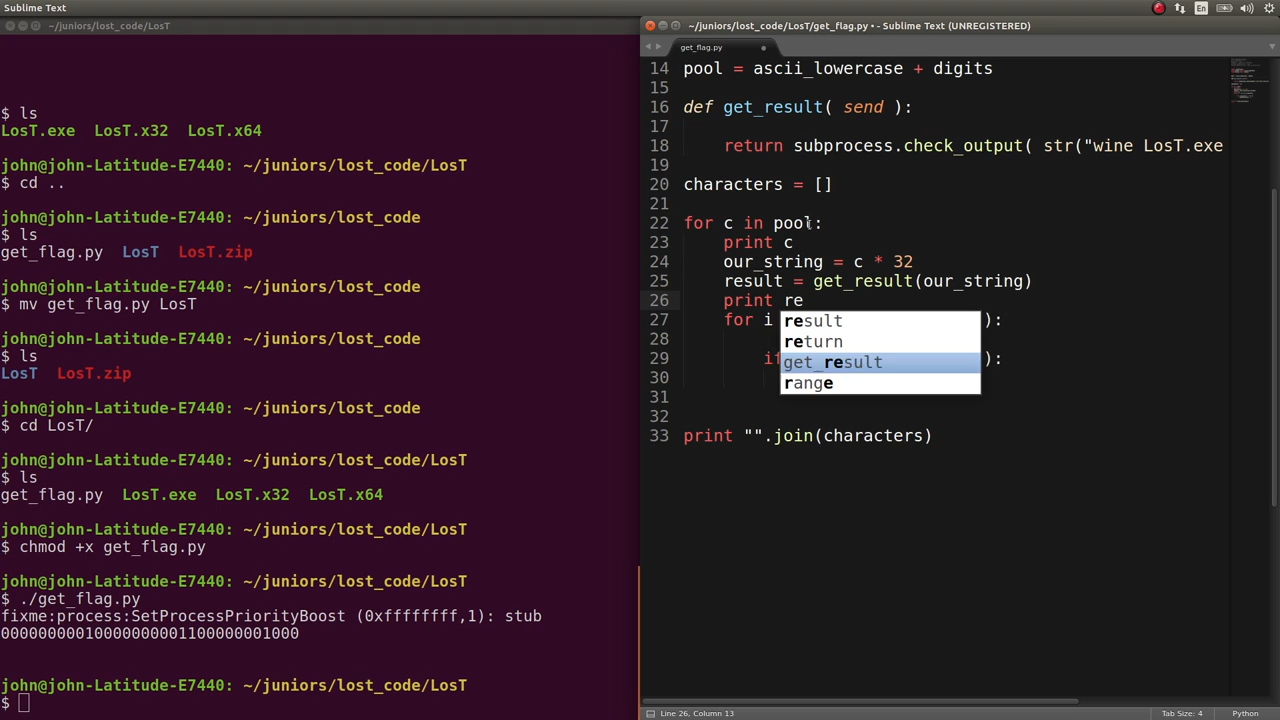 Sublime Text
En
~/juniors/lost_code/LosT
$ ls
LosT.exe  LosT.x32  LosT.x64
john@john-Latitude-E7440: ~/juniors/lost_code/LosT
$ cd ..
john@john-Latitude-E7440: ~/juniors/lost_code
$ ls
get_flag.py  LosT  LosT.zip
john@john-Latitude-E7440: ~/juniors/lost_code
$ mv get_flag.py LosT
john@john-Latitude-E7440: ~/juniors/lost_code
$ ls
LosT  LosT.zip
john@john-Latitude-E7440: ~/juniors/lost_code
$ cd LosT/
john@john-Latitude-E7440: ~/juniors/lost_code/LosT
$ ls
get_flag.py  LosT.exe  LosT.x32  LosT.x64
john@john-Latitude-E7440: ~/juniors/lost_code/LosT
$ chmod +x get_flag.py
john@john-Latitude-E7440: ~/juniors/lost_code/LosT
$ ./get_flag.py
fixme:process:SetProcessPriorityBoost (0xffffffff,1): stub
john@john-Latitude-E7440: ~/juniors/lost_code/LosT
$
~/juniors/lost_code/LosT/get_flag.py • - Sublime Text (UNREGISTERED)
get_flag.py
14 pool = ascii_lowercase + digits
15
16 def get_result( send ):
17
18     return subprocess.check_output( str("wine LosT.exe
19
20 characters = []
21
22 for c in pool:
23     print c
24     our_string = c * 32
25     result = get_result(our_string)
26     print re
27     for i ):
result
28
return
29         if ):
get_result
30
range
31
32
33 print "".join(characters)
Line 26, Column 13
Tab Size: 4
Python